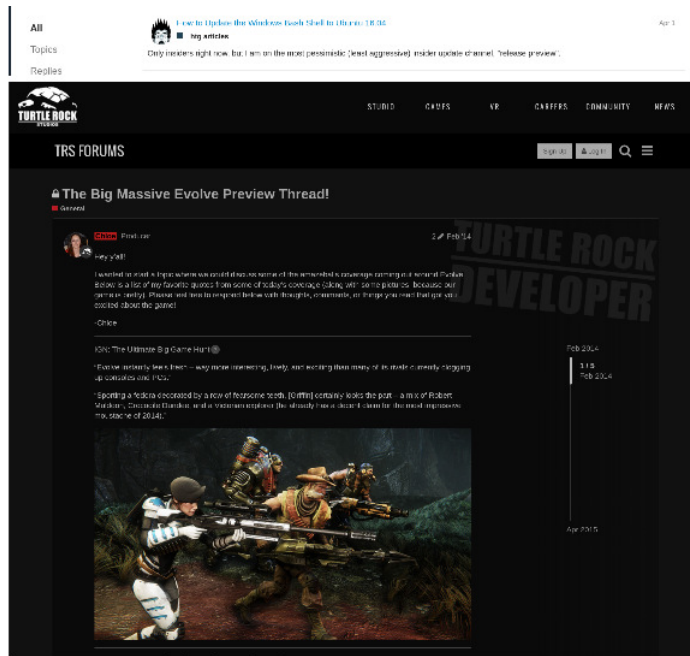 All
Topics
Replies
How to Update the Windows Bash Shell to Ubuntu 16.04
Apr 1
htg articles
Only insiders right now, but I am on the most pessimistic (least aggressive) insider update channel, "release preview".
TURTLE ROCK
STUDIOS
STUDIO
GAMES
VR
CAREERS
COMMUNITY
NEWS
TRS FORUMS
Sign Up
Log In
The Big Massive Evolve Preview Thread!
General
TURTLE ROCK
DEVELOPER
Chloe Producer
2 Feb '14
Hey y'all!
I wanted to start a topic where we could discuss some of the amazeballs coverage coming out around Evolve.
Below is a list of my favorite quotes from some of today's coverage (along with some pictures, because our
game is pretty). Please feel free to respond below with thoughts, comments, or things you read that got you
excited about the game!
-Chloe
IGN: The Ultimate Big Game Hunt
"Evolve instantly feels fresh – way more interesting, lively, and exciting than many of its rivals currently clogging
up consoles and PCs."
"Sporting a fedora decorated by a row of fearsome teeth, [Griffin] certainly looks the part – a mix of Robert
Muldoon, Crocodile Dundee, and a Victorian explorer (he already has a decent claim for the most impressive
moustache of 2014)."
Feb 2014
1 / 5
Feb 2014
Apr 2015